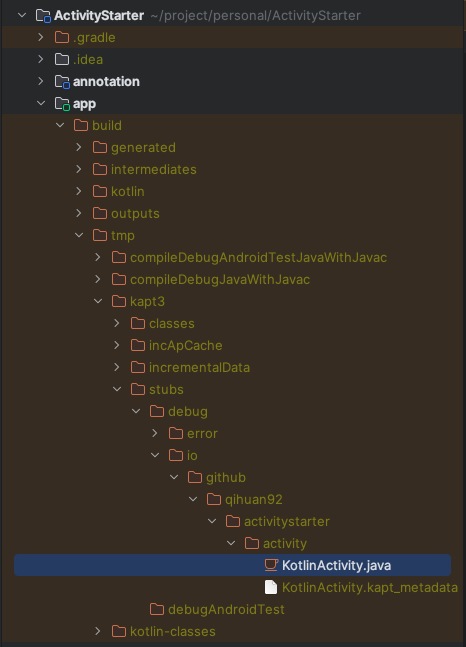 ActivityStarter ~/project/personal/ActivityStarter
.gradle
.idea
annotation
app
build
generated
intermediates
kotlin
outputs
tmp
compileDebugAndroidTestJavaWithJavac
compileDebugJavaWithJavac
kapt3
classes
incApCache
incrementalData
stubs
debug
error
io
github
qihuan92
activitystarter
activity
KotlinActivity.java
KotlinActivity.kapt_metadata
debugAndroidTest
kotlin-classes